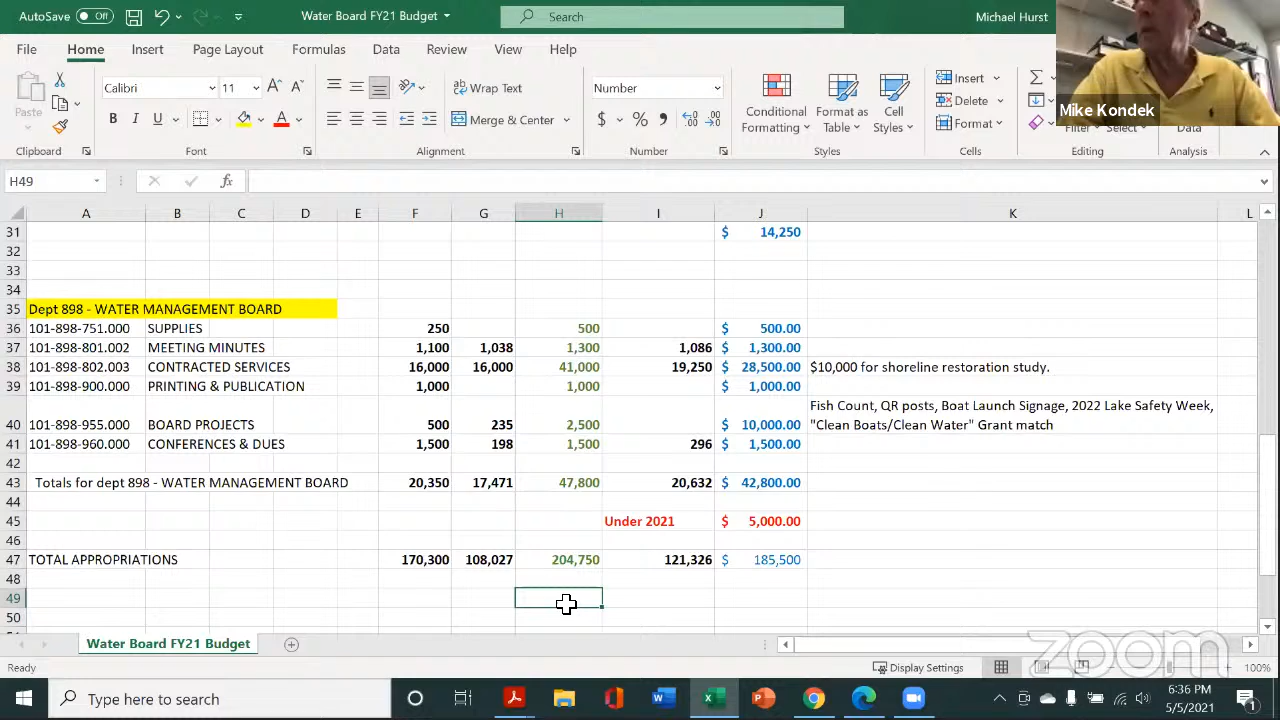 AutoSave Off Water Board FY21 Budget Search Michael Hurst
File Home Insert Page Layout Formulas Data Review View Help
Mike Kondek
Paste
Calibri 11 A A
B I U A
Wrap Text
Merge & Center
Number
$ %
Conditional Formatting
Format as Table
Cell Styles
Insert
Delete
Format
Filter Select Data
Clipboard Font Alignment Number Styles Cells Editing Analysis
H49 fx
A B C D E F G H I J K L
31 $ 14,250
32
33
34
35 Dept 898 - WATER MANAGEMENT BOARD
36 101-898-751.000 SUPPLIES 250 500 $ 500.00
37 101-898-801.002 MEETING MINUTES 1,100 1,038 1,300 1,086 $ 1,300.00
38 101-898-802.003 CONTRACTED SERVICES 16,000 16,000 41,000 19,250 $ 28,500.00 $10,000 for shoreline restoration study.
39 101-898-900.000 PRINTING & PUBLICATION 1,000 1,000 $ 1,000.00
Fish Count, QR posts, Boat Launch Signage, 2022 Lake Safety Week,
40 101-898-955.000 BOARD PROJECTS 500 235 2,500 $ 10,000.00 "Clean Boats/Clean Water" Grant match
41 101-898-960.000 CONFERENCES & DUES 1,500 198 1,500 296 $ 1,500.00
42
43 Totals for dept 898 - WATER MANAGEMENT BOARD 20,350 17,471 47,800 20,632 $ 42,800.00
44
45 Under 2021 $ 5,000.00
46
47 TOTAL APPROPRIATIONS 170,300 108,027 204,750 121,326 $ 185,500
48
49
50
Water Board FY21 Budget
zoom
Ready Display Settings 100%
Type here to search
6:36 PM
5/5/2021
1